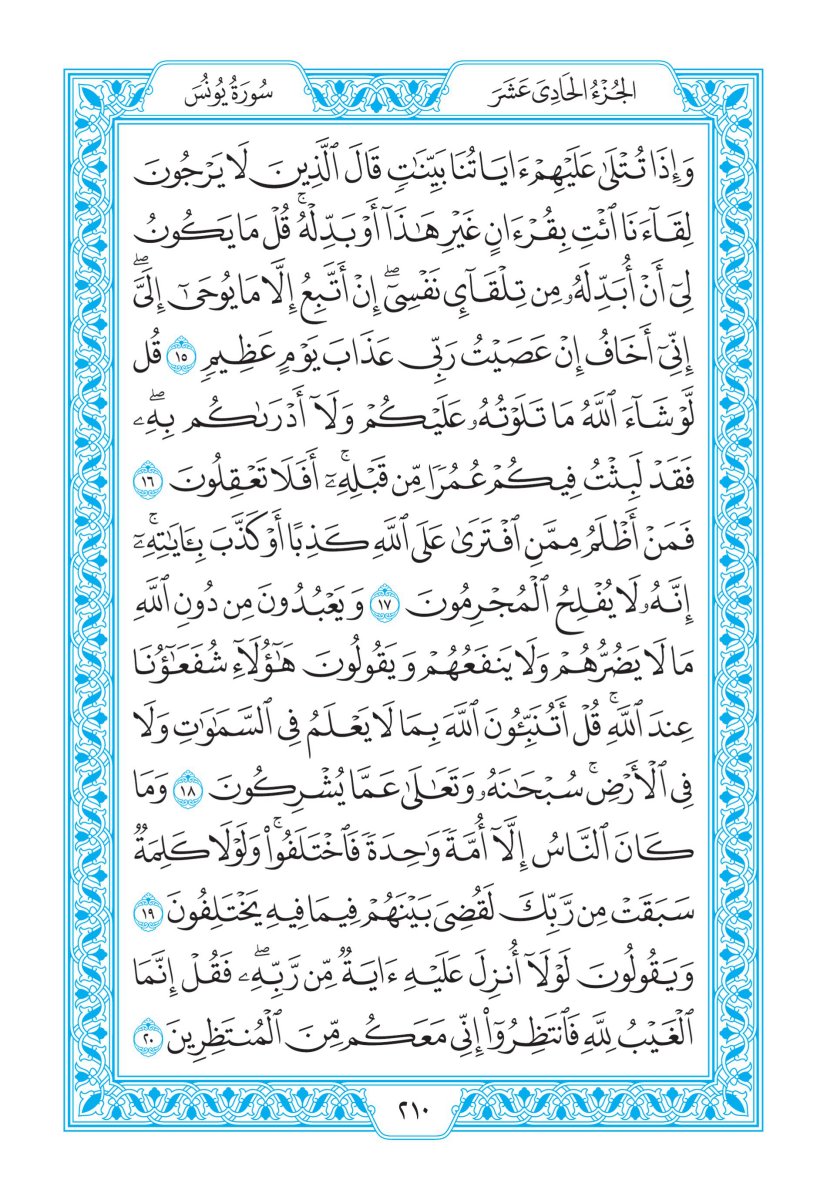 الجُزْءُ الحَادِى عَشَرَ
سُورَةُ يُونُسَ
وَإِذَا تُتْلَىٰ عَلَيْهِمْ ءَايَاتُنَا بَيِّنَٰتٖ قَالَ ٱلَّذِينَ لَا يَرْجُونَ
لِقَآءَنَا ٱئْتِ بِقُرْءَانٍ غَيْرِ هَٰذَآ أَوْ بَدِّلْهُۚ قُلْ مَا يَكُونُ
لِىٓ أَنْ أُبَدِّلَهُۥ مِن تِلْقَآئِ نَفْسِىٓۖ إِنْ أَتَّبِعُ إِلَّا مَا يُوحَىٰٓ إِلَىَّۖ
إِنِّىٓ أَخَافُ إِنْ عَصَيْتُ رَبِّى عَذَابَ يَوْمٍ عَظِيمٖ ١٥ قُل
لَّوْ شَآءَ ٱللَّهُ مَا تَلَوْتُهُۥ عَلَيْكُمْ وَلَآ أَدْرَىٰكُم بِهِۦۖ
فَقَدْ لَبِثْتُ فِيكُمْ عُمُرٗا مِّن قَبْلِهِۦٓۚ أَفَلَا تَعْقِلُونَ ١٦
فَمَنْ أَظْلَمُ مِمَّنِ ٱفْتَرَىٰ عَلَى ٱللَّهِ كَذِبًا أَوْ كَذَّبَ بِـَٔايَٰتِهِۦٓۚ
إِنَّهُۥ لَا يُفْلِحُ ٱلْمُجْرِمُونَ ١٧ وَيَعْبُدُونَ مِن دُونِ ٱللَّهِ
مَا لَا يَضُرُّهُمْ وَلَا يَنفَعُهُمْ وَيَقُولُونَ هَٰٓؤُلَآءِ شُفَعَٰٓؤُنَا
عِندَ ٱللَّهِۚ قُلْ أَتُنَبِّـُٔونَ ٱللَّهَ بِمَا لَا يَعْلَمُ فِى ٱلسَّمَٰوَٰتِ وَلَا
فِى ٱلْأَرْضِۚ سُبْحَٰنَهُۥ وَتَعَٰلَىٰ عَمَّا يُشْرِكُونَ ١٨ وَمَا
كَانَ ٱلنَّاسُ إِلَّآ أُمَّةٗ وَٰحِدَةٗ فَٱخْتَلَفُوا۟ۚ وَلَوْلَا كَلِمَةٞ
سَبَقَتْ مِن رَّبِّكَ لَقُضِىَ بَيْنَهُمْ فِيمَا فِيهِ يَخْتَلِفُونَ ١٩
وَيَقُولُونَ لَوْلَآ أُنزِلَ عَلَيْهِ ءَايَةٞ مِّن رَّبِّهِۦۖ فَقُلْ إِنَّمَا
ٱلْغَيْبُ لِلَّهِ فَٱنتَظِرُوٓا۟ إِنِّى مَعَكُم مِّنَ ٱلْمُنتَظِرِينَ ٢٠
٢١٠